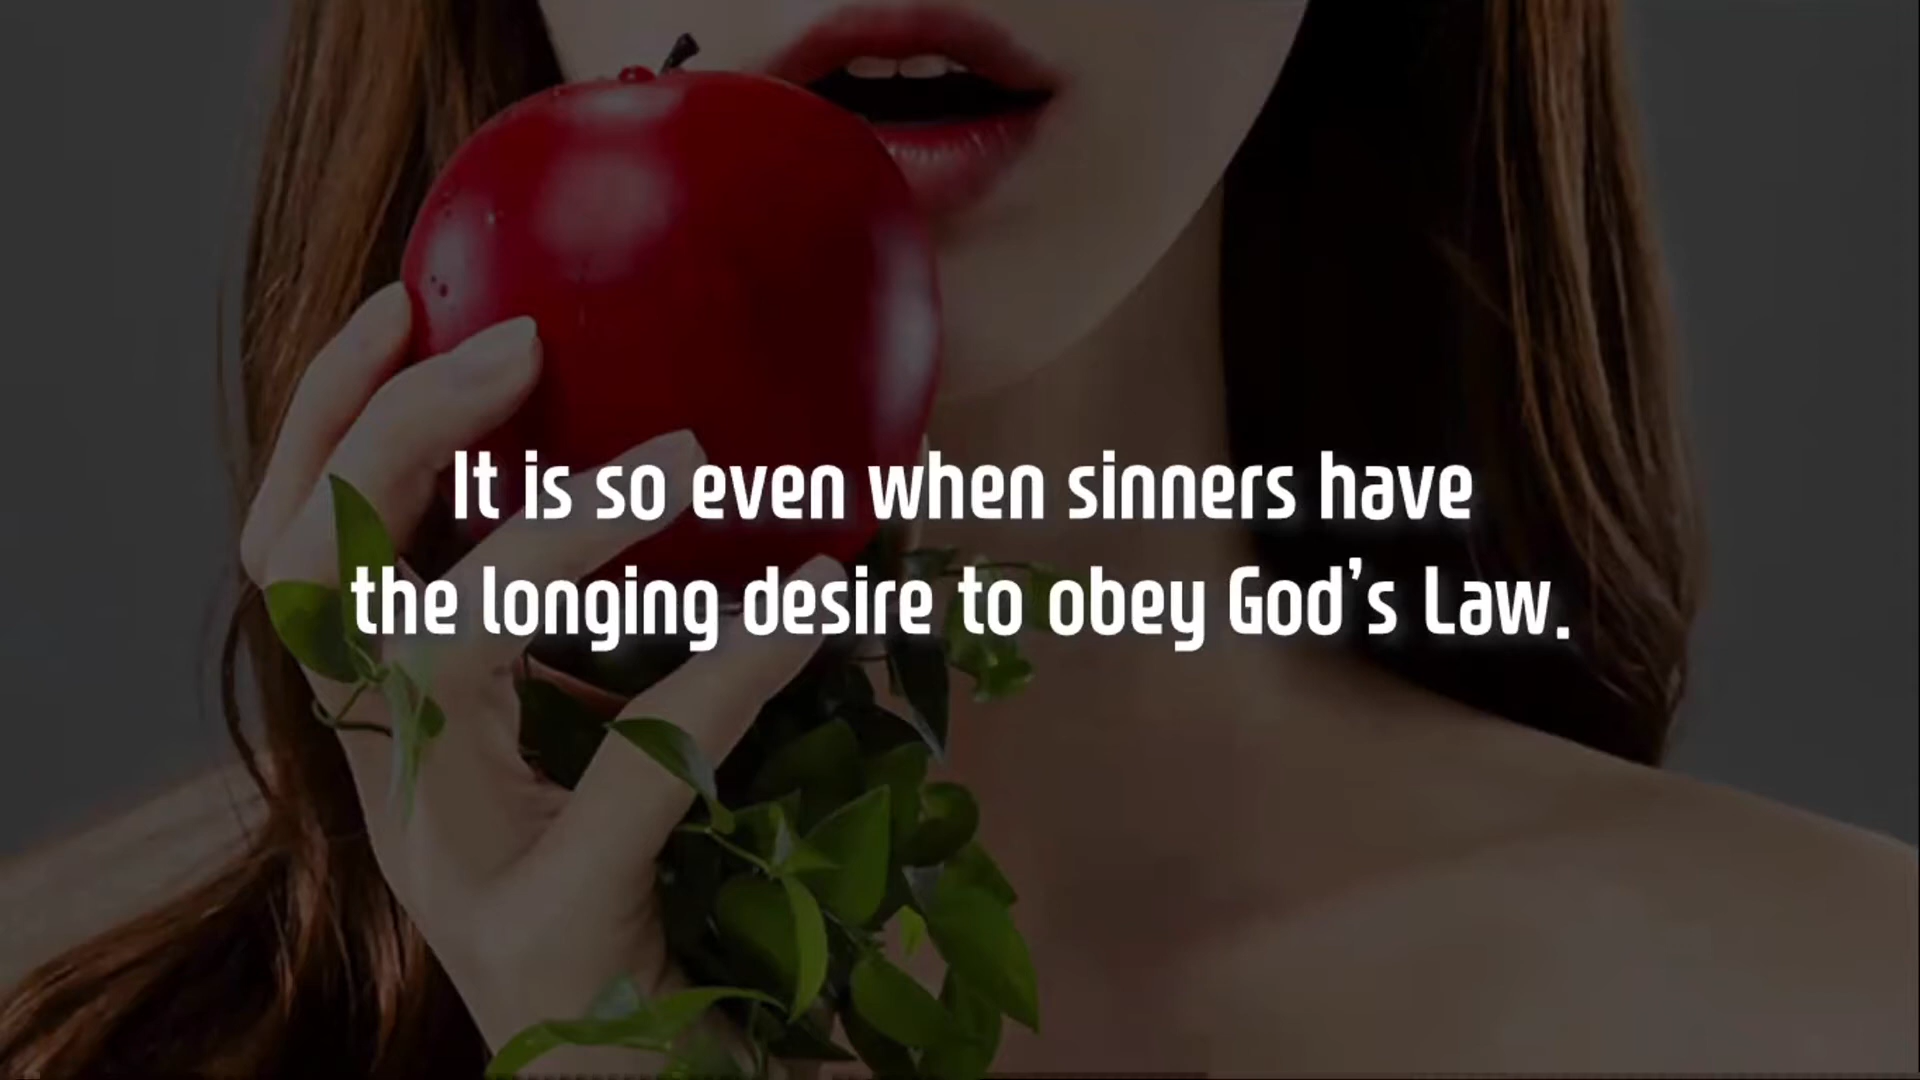 It is so even when sinners have
the longing desire to obey God’s Law.